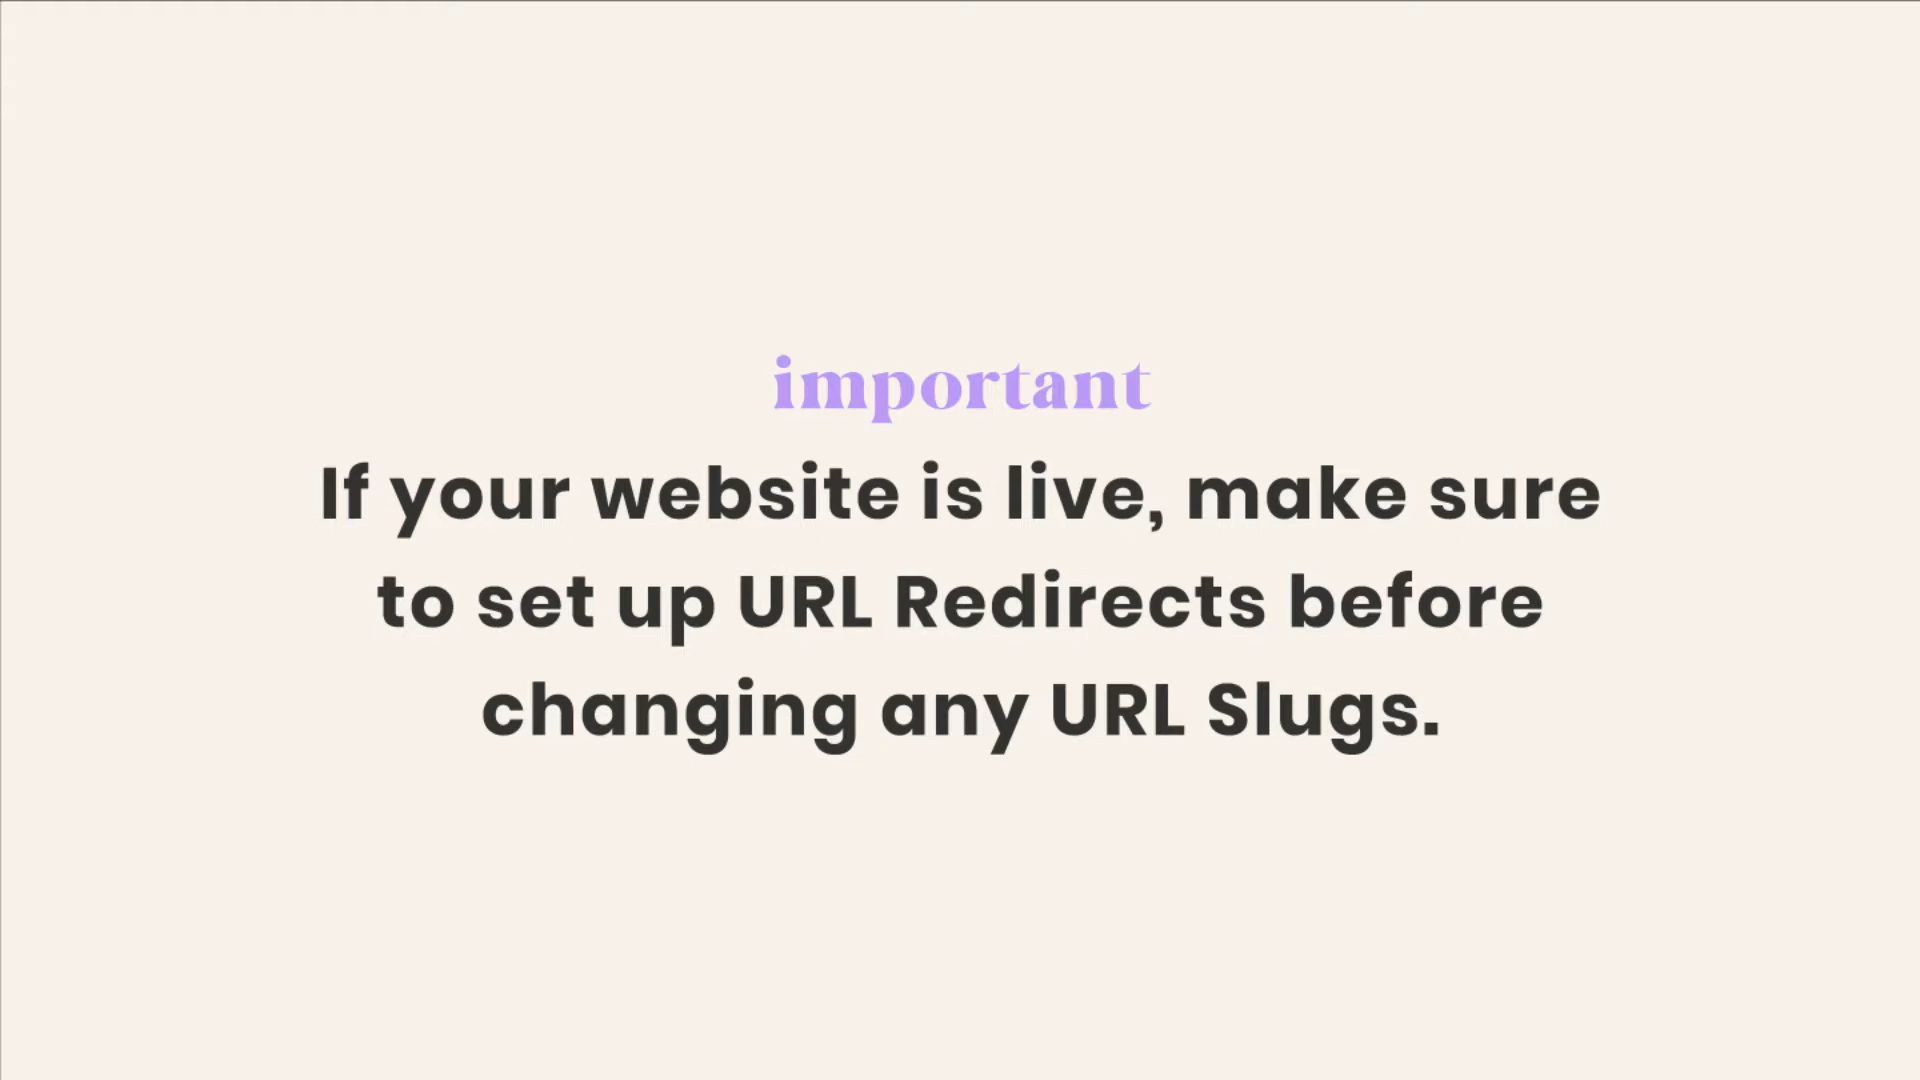 important
If your website is live, make sure
to set up URL Redirects before
changing any URL Slugs.